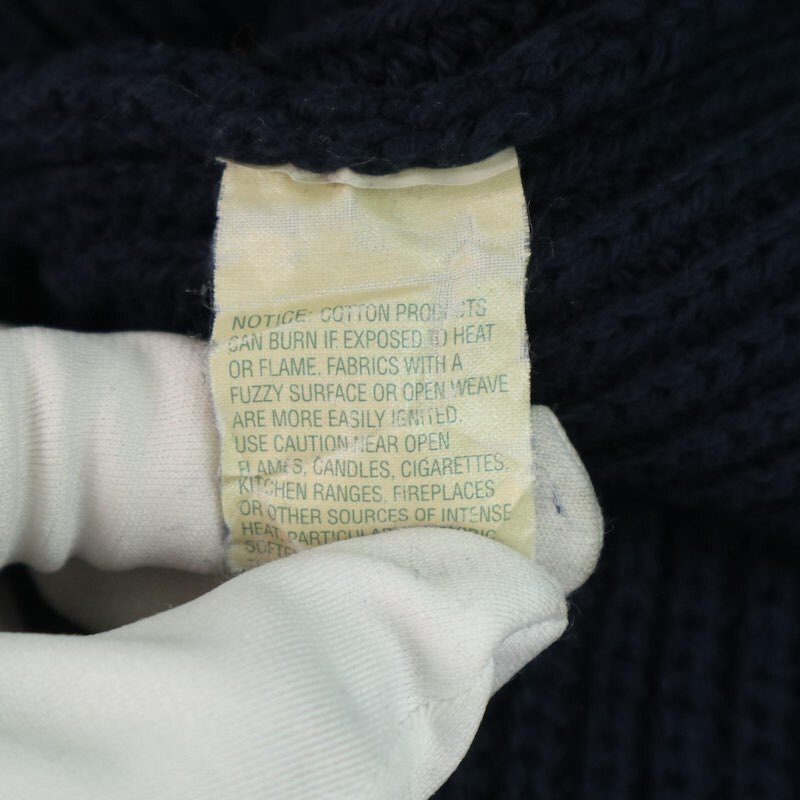 NOTICE: COTTON PRODUCTS
CAN BURN IF EXPOSED TO HEAT
OR FLAME. FABRICS WITH A
FUZZY SURFACE OR OPEN WEAVE
ARE MORE EASILY IGNITED.
USE CAUTION NEAR OPEN
FLAMES, CANDLES, CIGARETTES,
KITCHEN RANGES, FIREPLACES
OR OTHER SOURCES OF INTENSE
HEAT,